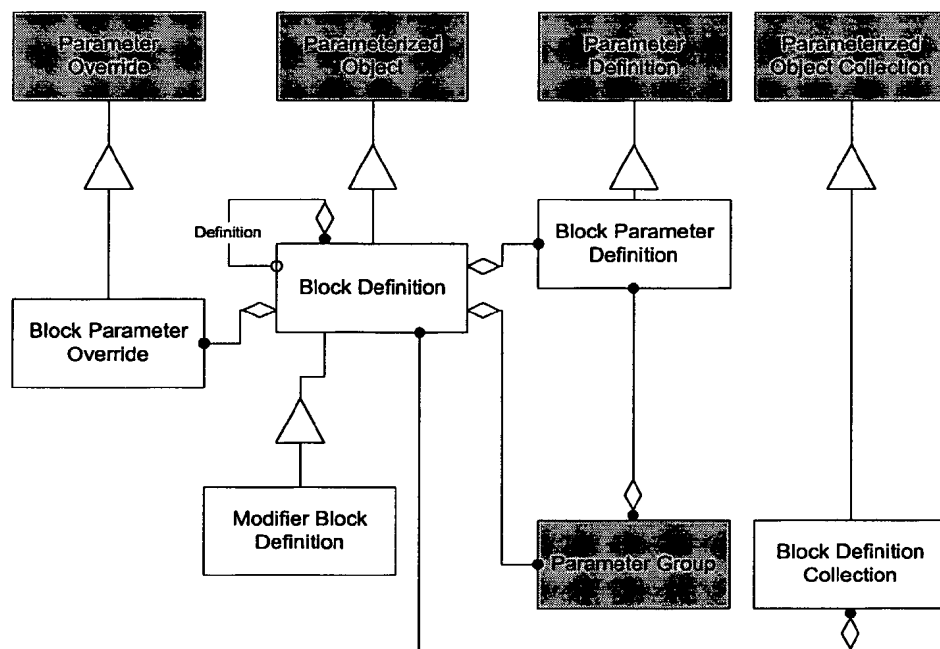 Parameter
Override
Parameterized
Object
Parameter
Definition
Parameterized
Object Collection
Definition
Block Definition
Block Parameter
Definition
Block Parameter
Override
Modifier Block
Definition
Parameter Group
Block Definition
Collection